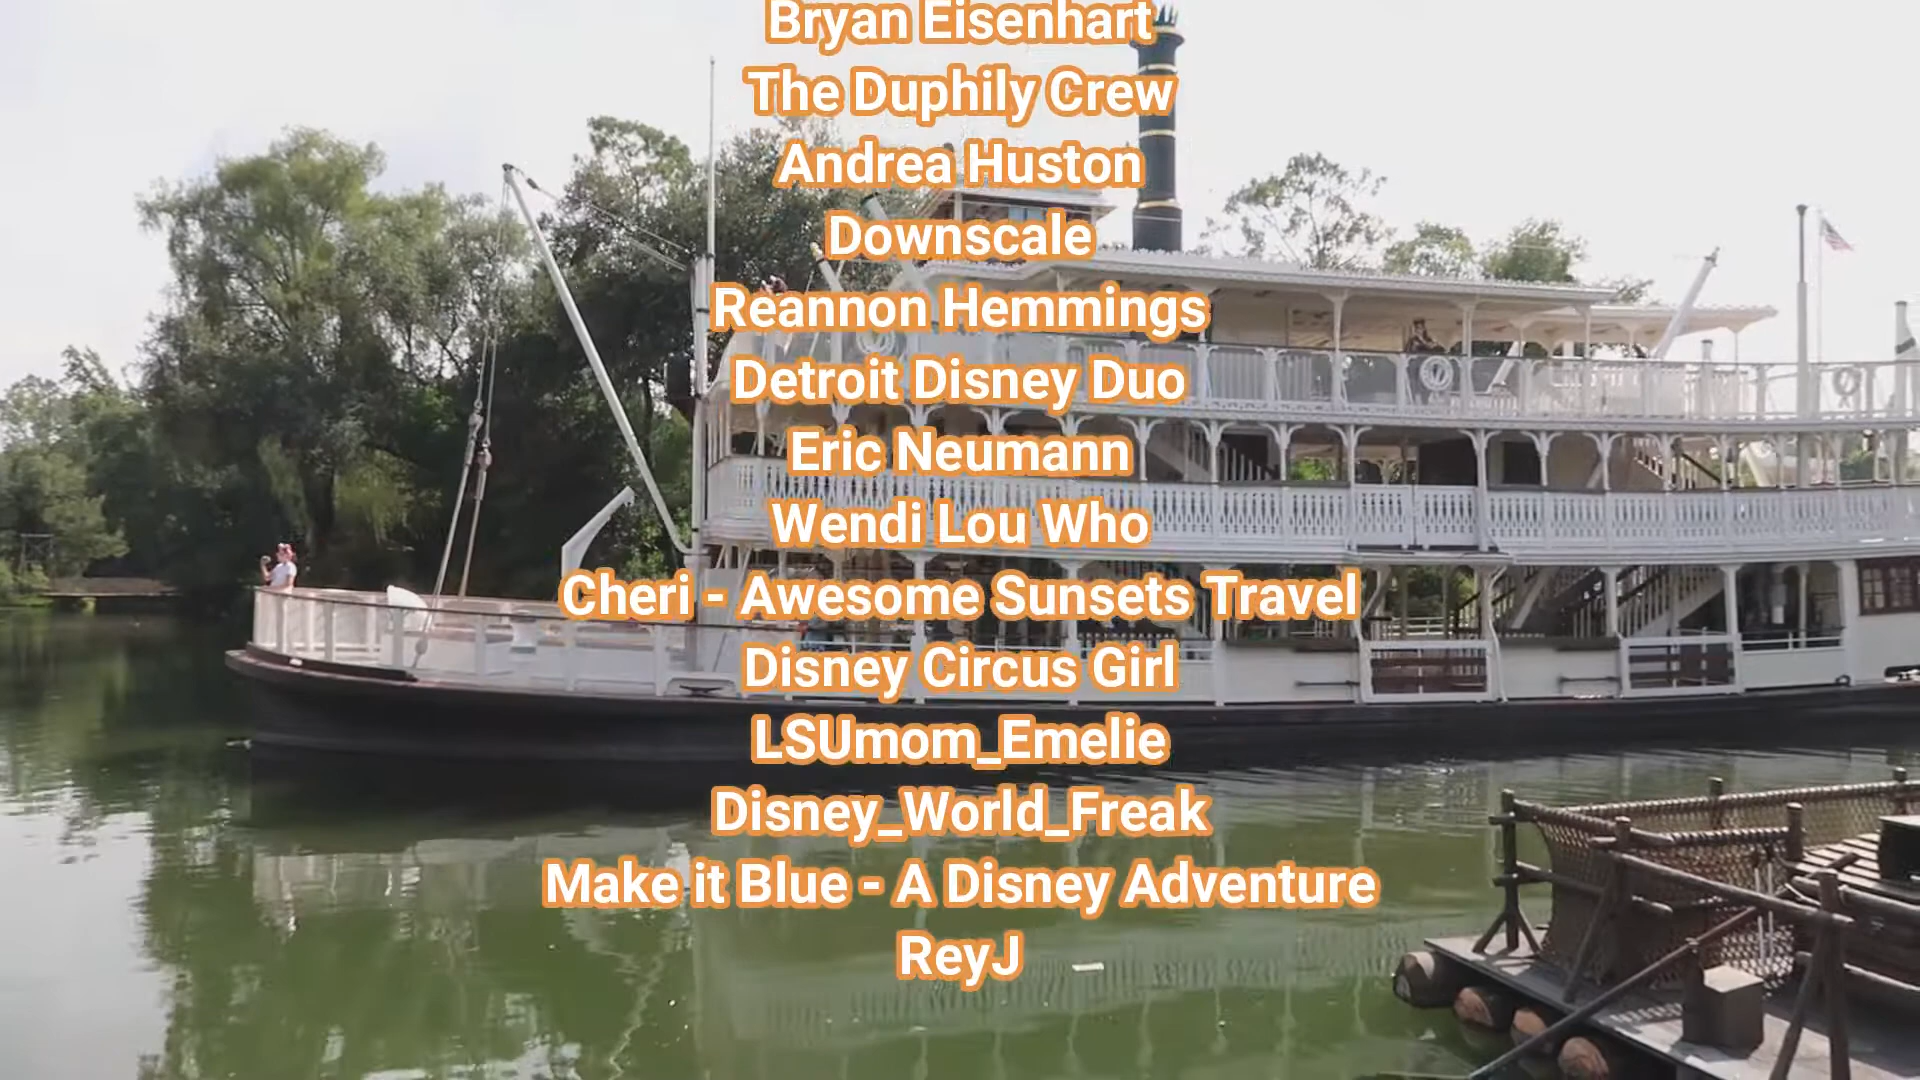 Bryan Eisenhart
The Duphily Crew
Andrea Huston
Downscale
Reannon Hemmings
Detroit Disney Duo
Eric Neumann
Wendi Lou Who
Cheri - Awesome Sunsets Travel
Disney Circus Girl
LSUmom_Emelie
Disney_World_Freak
Make it Blue - A Disney Adventure
ReyJ